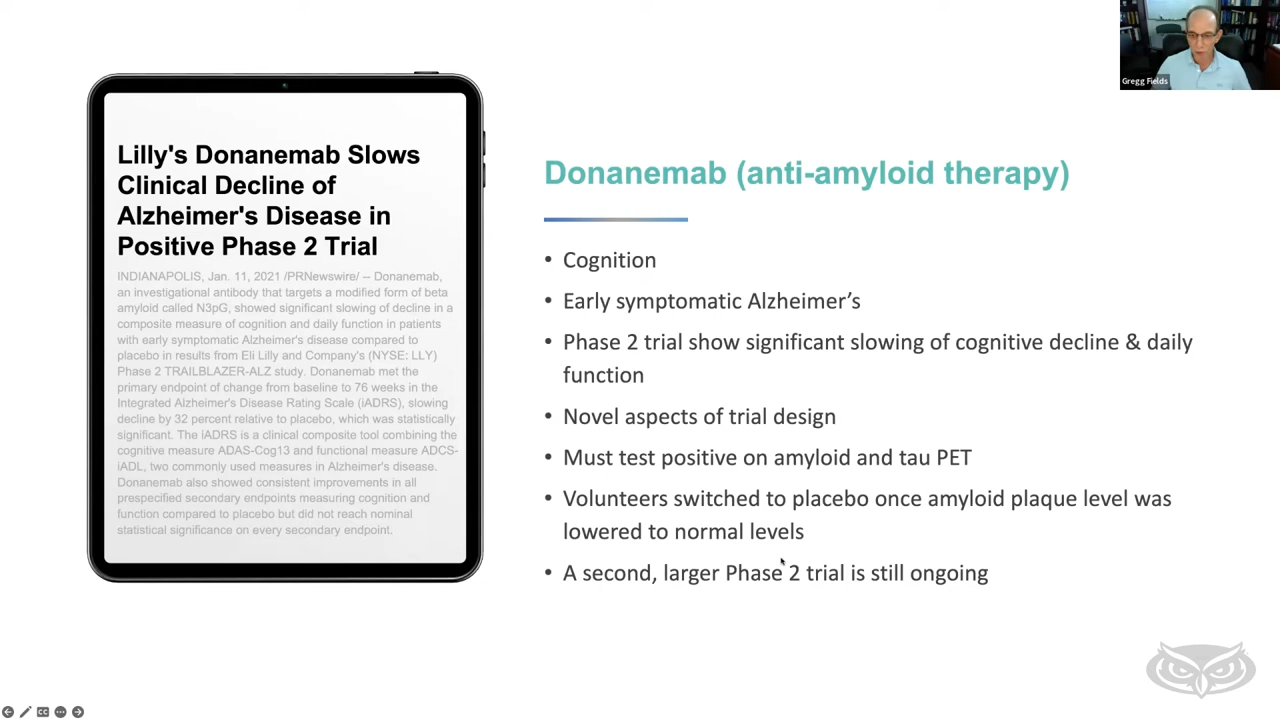 Gregg Fields
Lilly's Donanemab Slows
Clinical Decline of
Alzheimer's Disease in
Positive Phase 2 Trial
INDIANAPOLIS, Jan. 11, 2021 /PRNewswire/ -- Donanemab,
an investigational antibody that targets a modified form of beta
amyloid called N3pG, showed significant slowing of decline in a
composite measure of cognition and daily function in patients
with early symptomatic Alzheimer's disease compared to
placebo in results from Eli Lilly and Company's (NYSE: LLY)
Phase 2 TRAILBLAZER-ALZ study. Donanemab met the
primary endpoint of change from baseline to 76 weeks in the
Integrated Alzheimer's Disease Rating Scale (iADRS), slowing
decline by 32 percent relative to placebo, which was statistically
significant. The iADRS is a clinical composite tool combining the
cognitive measure ADAS-Cog13 and functional measure ADCS-
iADL, two commonly used measures in Alzheimer's disease.
Donanemab also showed consistent improvements in all
prespecified secondary endpoints measuring cognition and
function compared to placebo but did not reach nominal
statistical significance on every secondary endpoint.
Donanemab (anti-amyloid therapy)
• Cognition
• Early symptomatic Alzheimer’s
• Phase 2 trial show significant slowing of cognitive decline & daily
function
• Novel aspects of trial design
• Must test positive on amyloid and tau PET
• Volunteers switched to placebo once amyloid plaque level was
lowered to normal levels
• A second, larger Phase 2 trial is still ongoing